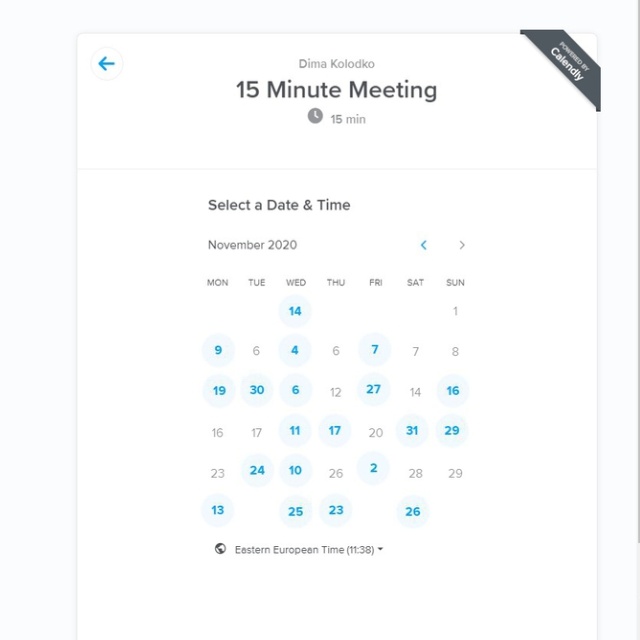 POWERED BY
Calendly
Dima Kolodko
15 Minute Meeting
15 min
Select a Date & Time
November 2020
MON TUE WED THU FRI SAT SUN
14 1
9 6 4 6 7 7 8
19 30 6 12 27 14 16
16 17 11 17 20 31 29
23 24 10 26 2 28 29
13 25 23 26
Eastern European Time (11:38)